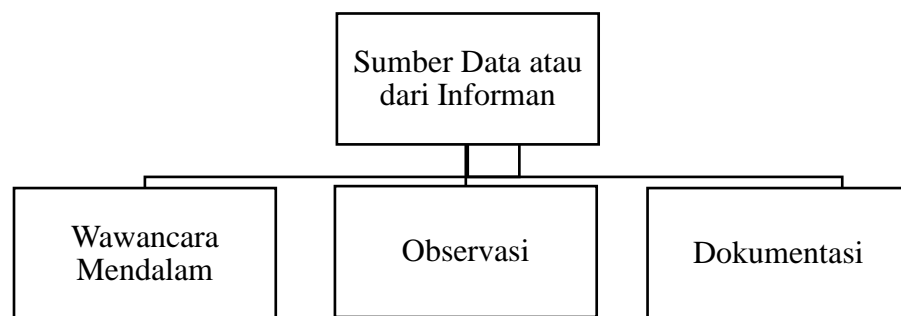 Sumber Data atau
dari Informan
Wawancara
Mendalam
Observasi
Dokumentasi